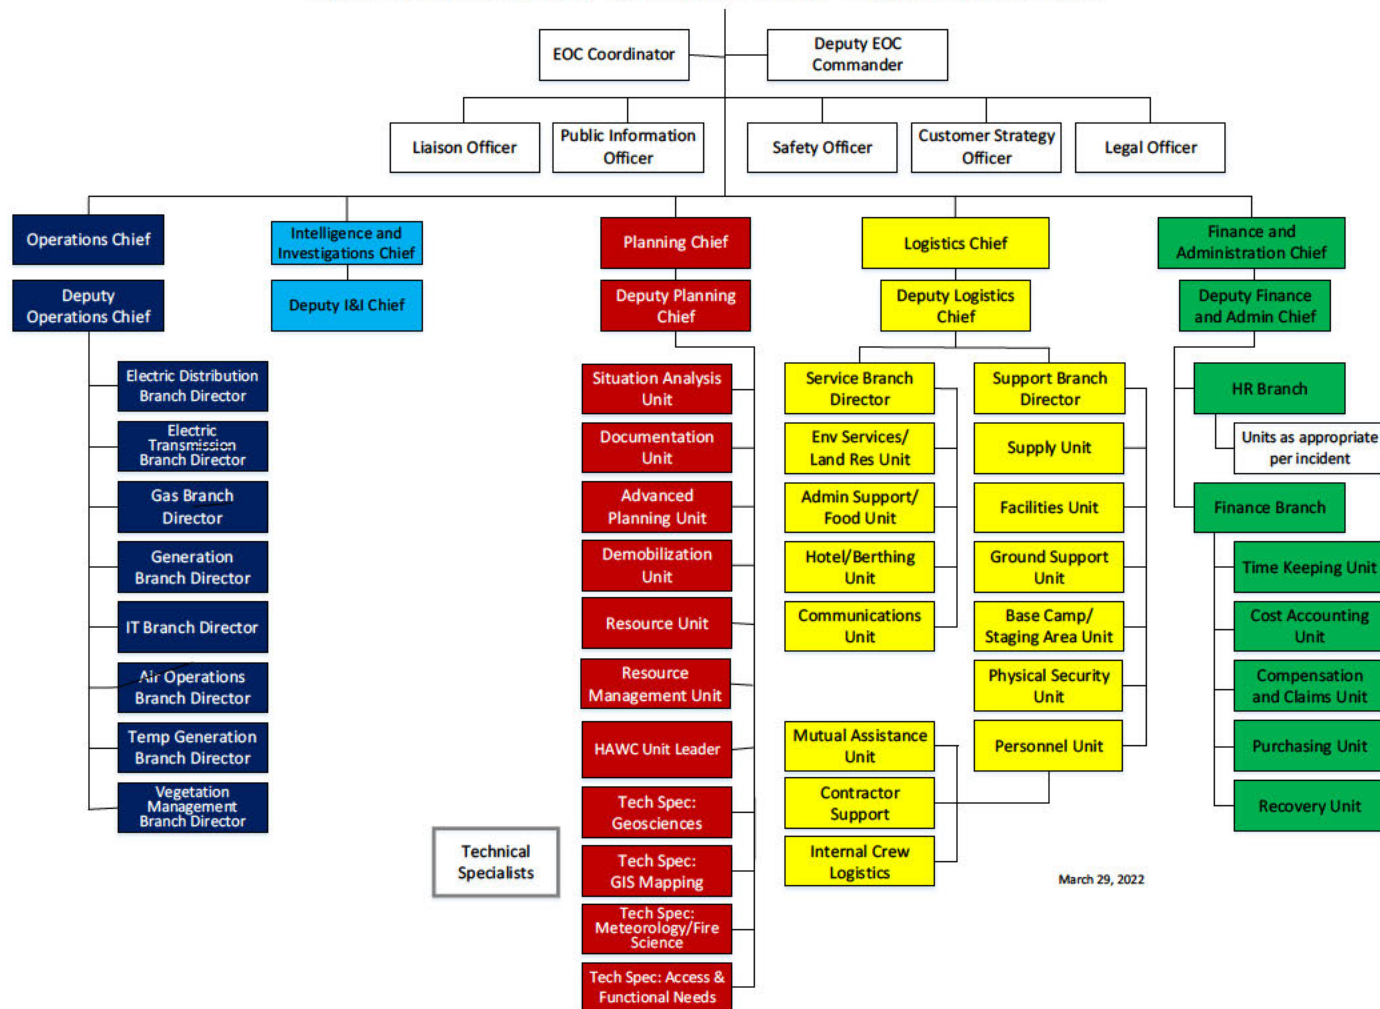 EOC Coordinator
Deputy EOC
Commander
Liaison Officer
Public Information
Officer
Safety Officer
Customer Strategy
Officer
Legal Officer
Operations Chief
Intelligence and
Investigations Chief
Planning Chief
Logistics Chief
Finance and
Administration Chief
Deputy
Operations Chief
Deputy I&I Chief
Deputy Planning
Chief
Deputy Logistics
Chief
Deputy Finance
and Admin Chief
Electric Distribution
Branch Director
Electric
Transmission
Branch Director
Gas Branch
Director
Generation
Branch Director
IT Branch Director
Air Operations
Branch Director
Temp Generation
Branch Director
Vegetation
Management
Branch Director
Technical
Specialists
Situation Analysis
Unit
Documentation
Unit
Advanced
Planning Unit
Demobilization
Unit
Resource Unit
Resource
Management Unit
HAWC Unit Leader
Tech Spec:
Geosciences
Tech Spec:
GIS Mapping
Tech Spec:
Meteorology/Fire
Science
Tech Spec: Access &
Functional Needs
Service Branch
Director
Env Services/
Land Res Unit
Admin Support/
Food Unit
Hotel/Berthing
Unit
Communications
Unit
Mutual Assistance
Unit
Contractor
Support
Internal Crew
Logistics
Support Branch
Director
Supply Unit
Facilities Unit
Ground Support
Unit
Base Camp/
Staging Area Unit
Physical Security
Unit
Personnel Unit
HR Branch
Units as appropriate
per incident
Finance Branch
Time Keeping Unit
Cost Accounting
Unit
Compensation
and Claims Unit
Purchasing Unit
Recovery Unit
March 29, 2022